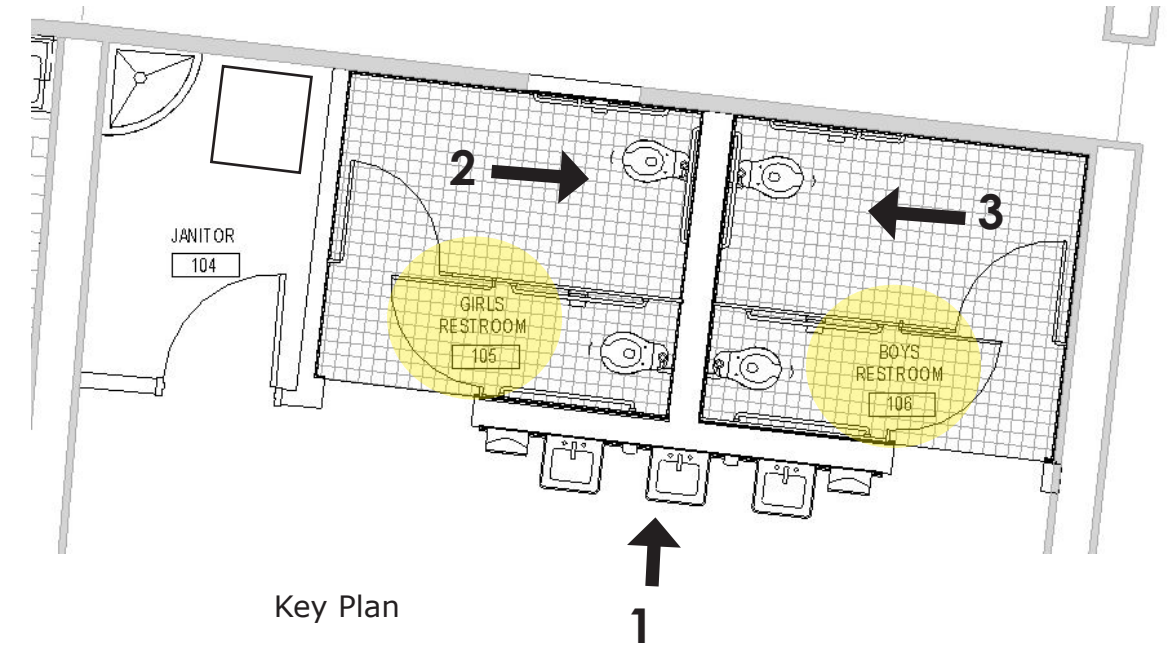 2
3
JANITOR
104
GIRLS
RESTROOM
105
BOYS
RESTROOM
106
Key Plan
1